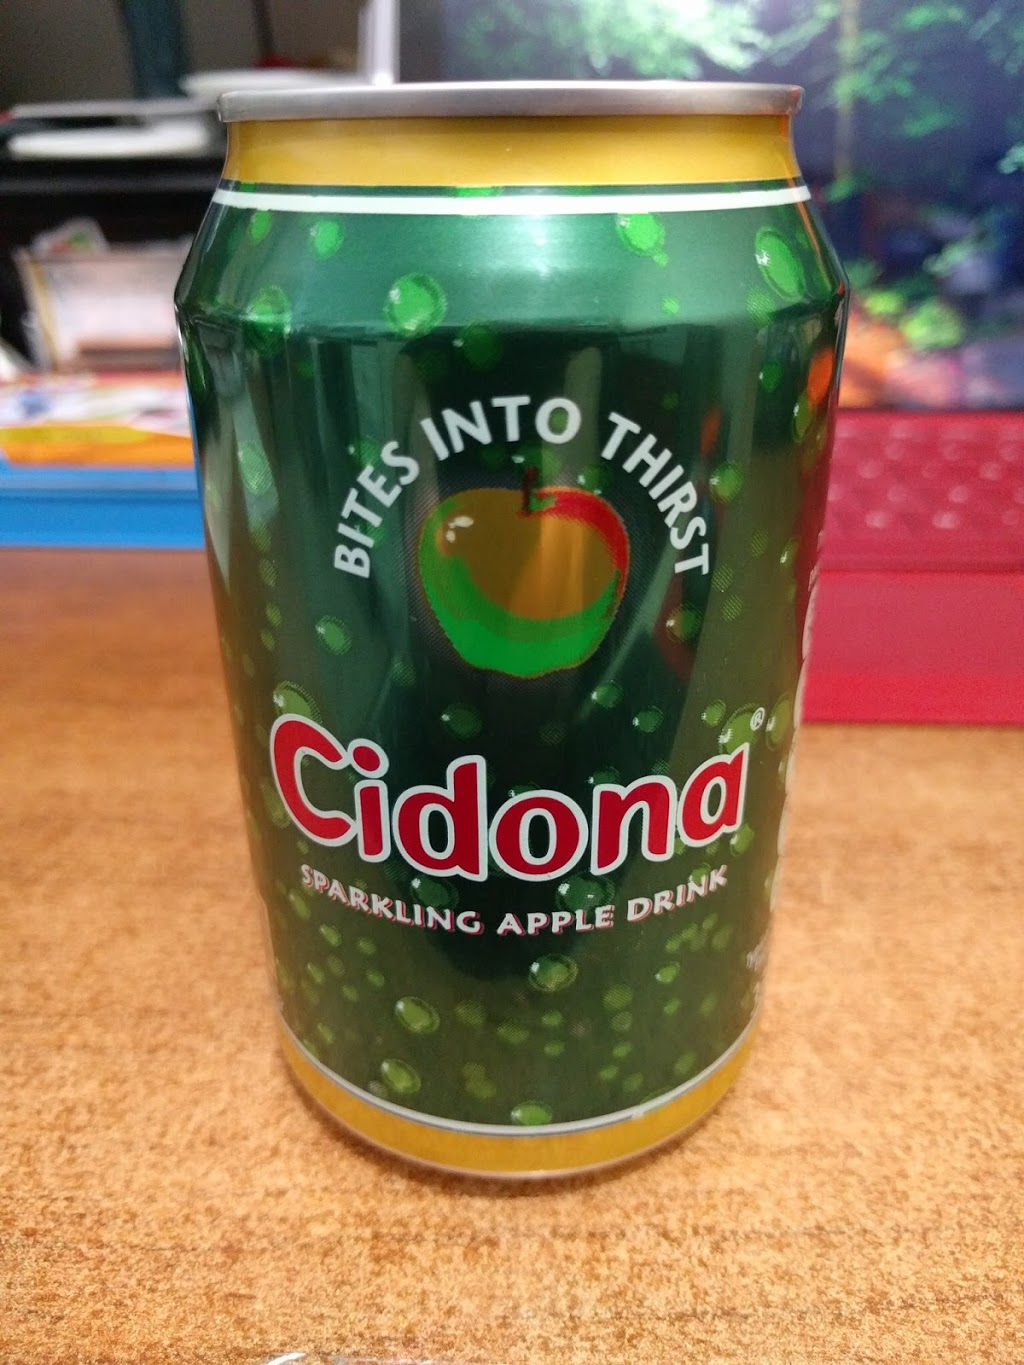 BITES INTO THIRST
Cidona®
SPARKLING APPLE DRINK